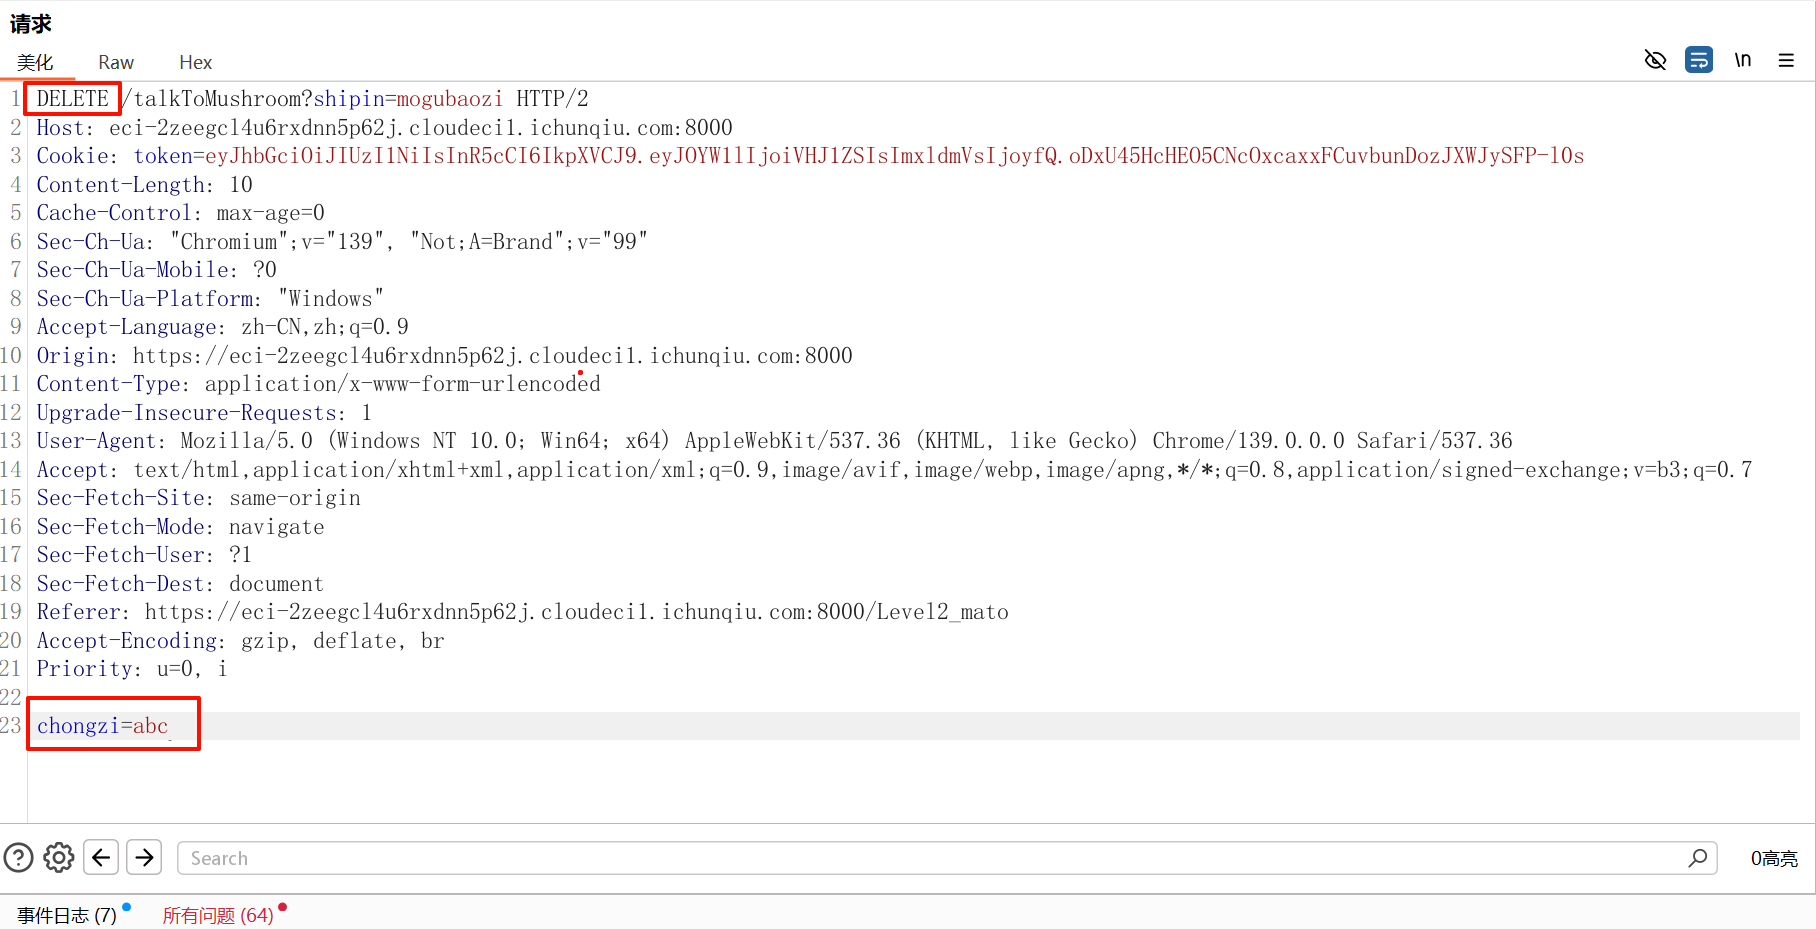 请求
美化 Raw Hex \n
1 DELETE /talkToMushroom?shipin=mogubaozi HTTP/2
2 Host: eci-2zeegcl4u6rxdnn5p62j.cloudeci1.ichunqiu.com:8000
3 Cookie: token=eyJhbGciOiJIUzI1NiIsInR5cCI6IkpXVCJ9.eyJOYW1lIjoiVHJ1ZSIsImxldmVsIjoyfQ.oDxU45HcHEO5CNcOxcaxxFCuvbunDozJXWJySFP-l0s
4 Content-Length: 10
5 Cache-Control: max-age=0
6 Sec-Ch-Ua: "Chromium";v="139", "Not;A=Brand";v="99"
7 Sec-Ch-Ua-Mobile: ?0
8 Sec-Ch-Ua-Platform: "Windows"
9 Accept-Language: zh-CN,zh;q=0.9
10 Origin: https://eci-2zeegcl4u6rxdnn5p62j.cloudeci1.ichunqiu.com:8000
11 Content-Type: application/x-www-form-urlencoded
12 Upgrade-Insecure-Requests: 1
13 User-Agent: Mozilla/5.0 (Windows NT 10.0; Win64; x64) AppleWebKit/537.36 (KHTML, like Gecko) Chrome/139.0.0.0 Safari/537.36
14 Accept: text/html,application/xhtml+xml,application/xml;q=0.9,image/avif,image/webp,image/apng,*/*;q=0.8,application/signed-exchange;v=b3;q=0.7
15 Sec-Fetch-Site: same-origin
16 Sec-Fetch-Mode: navigate
17 Sec-Fetch-User: ?1
18 Sec-Fetch-Dest: document
19 Referer: https://eci-2zeegcl4u6rxdnn5p62j.cloudeci1.ichunqiu.com:8000/Level2_mato
20 Accept-Encoding: gzip, deflate, br
21 Priority: u=0, i
22
23 chongzi=abc
Search 0高亮
事件日志 (7) 所有问题 (64)